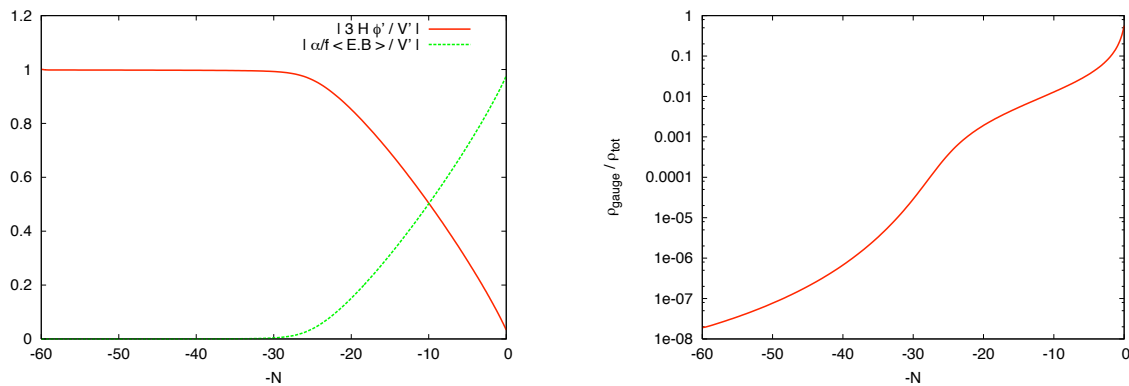 1.2
1
0.8
0.6
0.4
0.2
0
-60 -50 -40 -30 -20 -10 0
-N
| 3 H ϕ' / V' |
| α/f < E.B > / V' |
1
0.1
0.01
0.001
0.0001
1e-05
1e-06
1e-07
1e-08
-60 -50 -40 -30 -20 -10 0
-N
ρgauge / ρtot